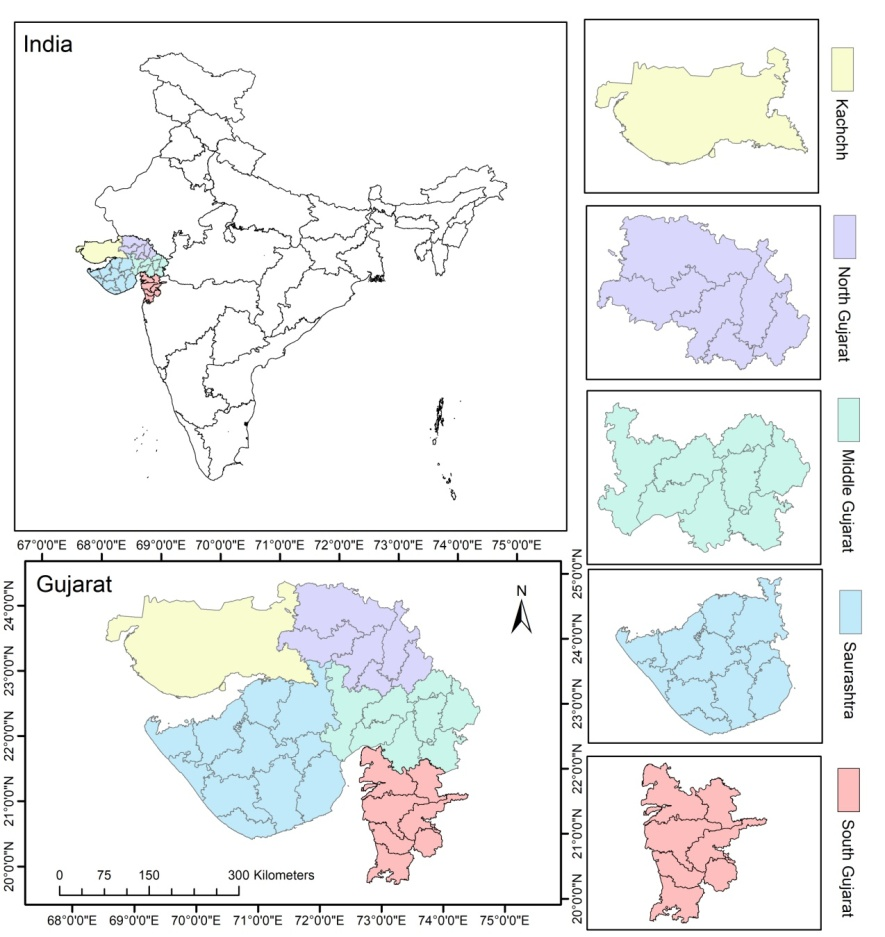 India
Kachchh
North Gujarat
Middle Gujarat
Saurashtra
South Gujarat
67°0'0"E 68°0'0"E 69°0'0"E 70°0'0"E 71°0'0"E 72°0'0"E 73°0'0"E 74°0'0"E 75°0'0"E
Gujarat
N
24°0'0"N
23°0'0"N
22°0'0"N
21°0'0"N
20°0'0"N
25°0'0"N
24°0'0"N
23°0'0"N
22°0'0"N
21°0'0"N
20°0'0"N
0 75 150 300 Kilometers
68°0'0"E 69°0'0"E 70°0'0"E 71°0'0"E 72°0'0"E 73°0'0"E 74°0'0"E 75°0'0"E